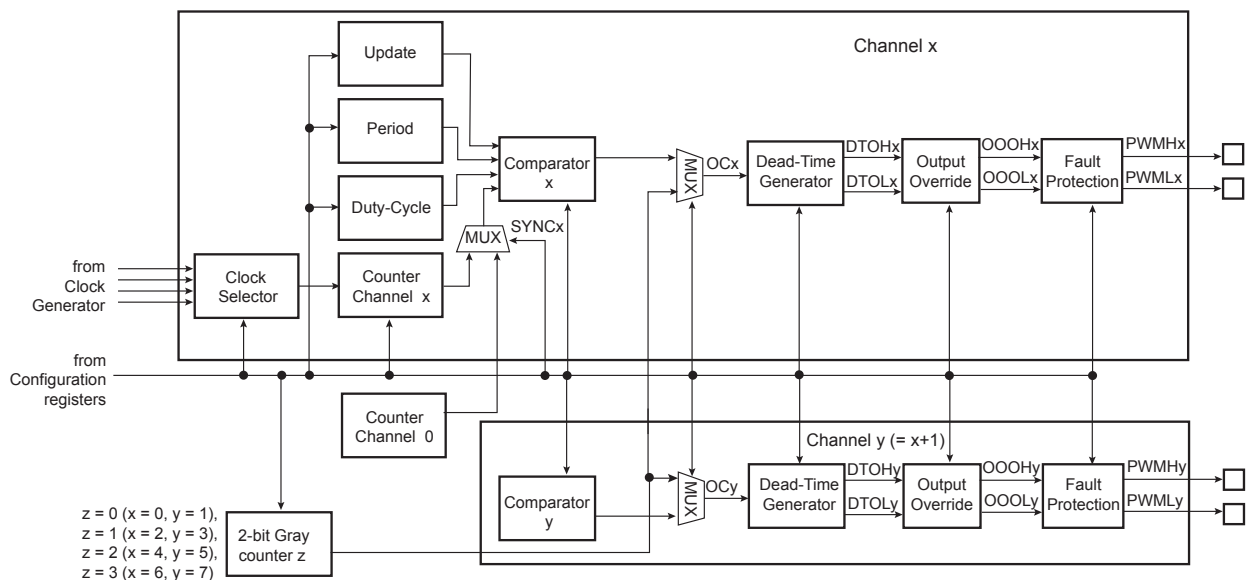 Channel x
Update
Period
Duty-Cycle
Comparator
x
MUX
SYNCx
MUX
OCx
Dead-Time
Generator
DTOHx
DTOLx
Output
Override
OOOHx
OOOLx
Fault
Protection
PWMHx
PWMLx
from
Clock
Generator
Clock
Selector
Counter
Channel x
from
Configuration
registers
Counter
Channel 0
Channel y (= x+1)
Comparator
y
MUX
OCy
Dead-Time
Generator
DTOHy
DTOLy
Output
Override
OOOHy
OOOLy
Fault
Protection
PWMHy
PWMLy
z = 0 (x = 0, y = 1),
z = 1 (x = 2, y = 3),
z = 2 (x = 4, y = 5),
z = 3 (x = 6, y = 7)
2-bit Gray
counter z